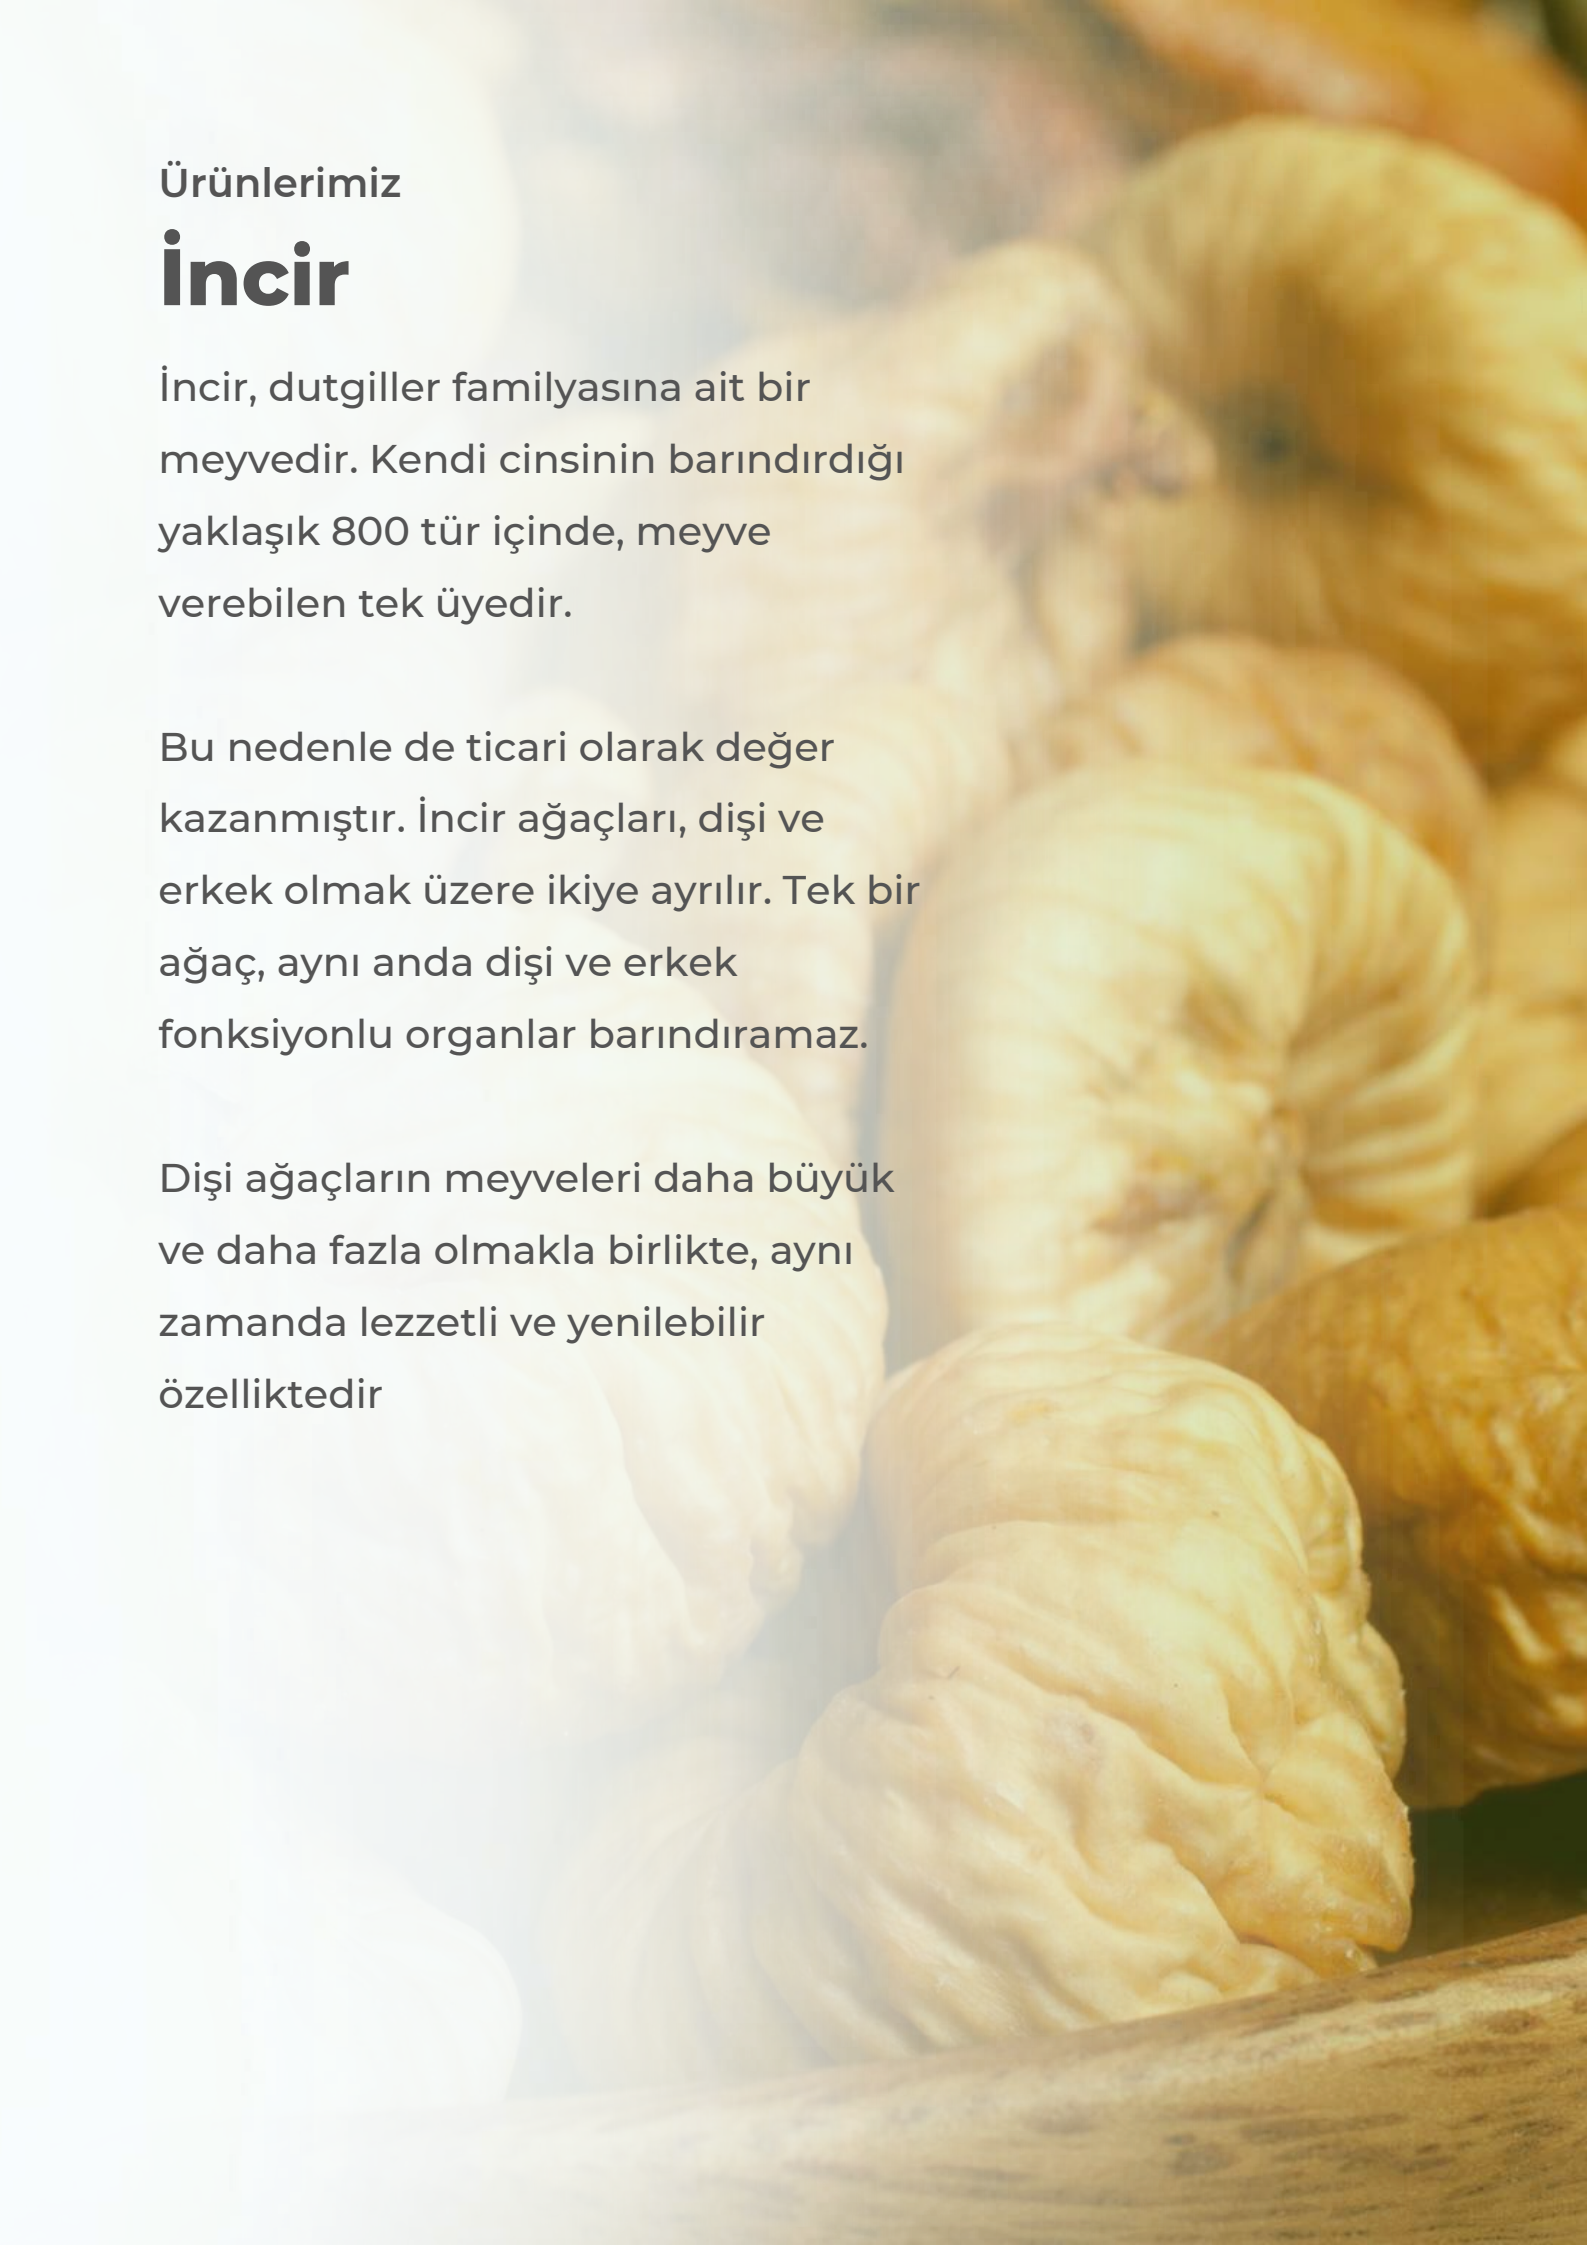 Ürünlerimiz
İncir
İncir, dutgiller familyasına ait bir
meyvedir. Kendi cinsinin barındırdığı
yaklaşık 800 tür içinde, meyve
verebilen tek üyedir.
Bu nedenle de ticari olarak değer
kazanmıştır. İncir ağaçları, dişi ve
erkek olmak üzere ikiye ayrılır. Tek bir
ağaç, aynı anda dişi ve erkek
fonksiyonlu organlar barındıramaz.
Dişi ağaçların meyveleri daha büyük
ve daha fazla olmakla birlikte, aynı
zamanda lezzetli ve yenilebilir
özelliktedir